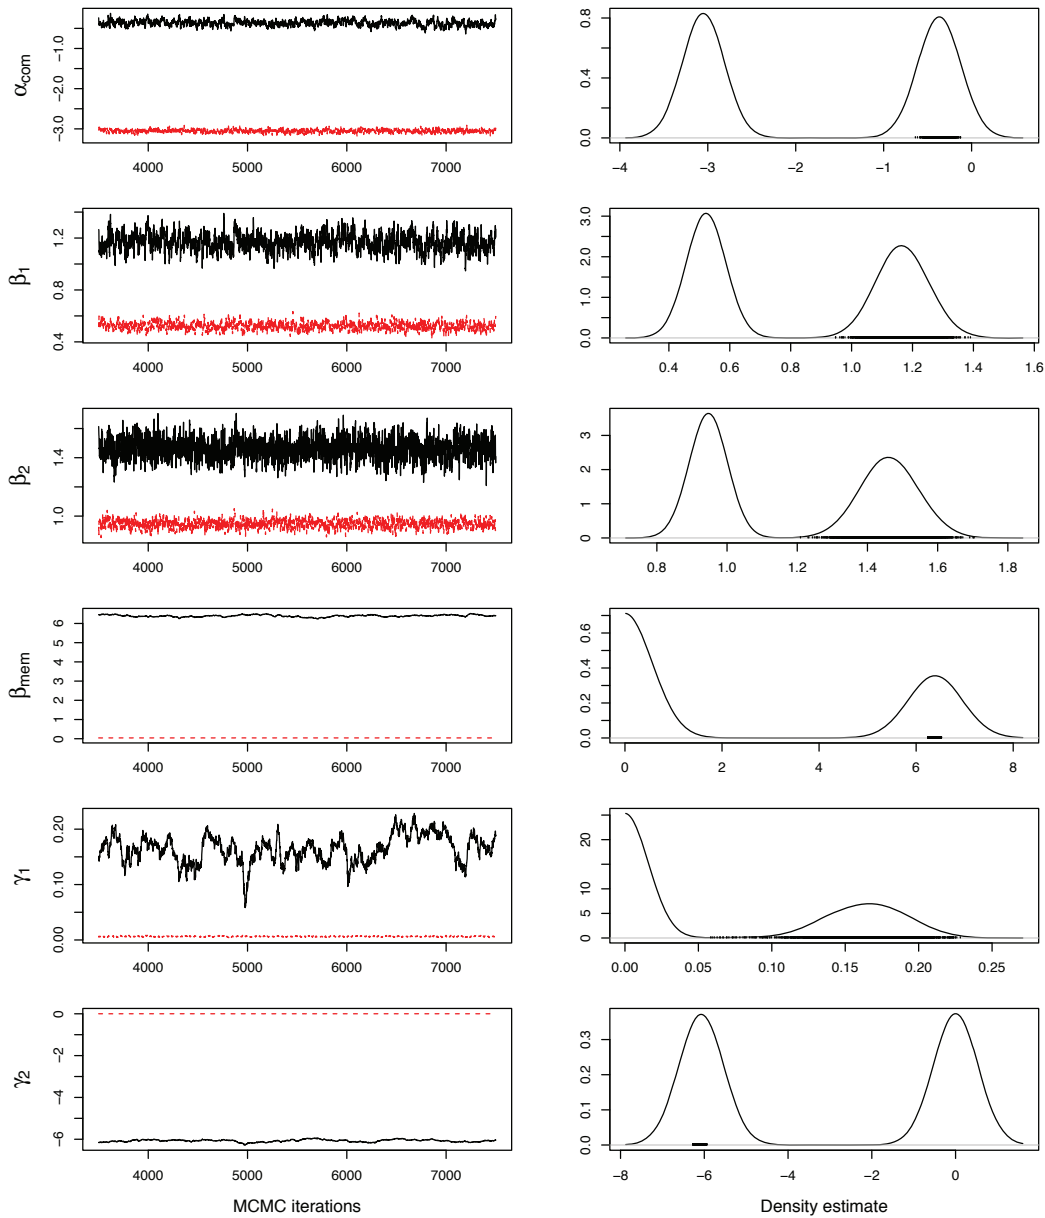 α com
−3.0 −2.0 −1.0
4000 5000 6000 7000
0.0 0.4 0.8
−4 −3 −2 −1 0
β1
0.4 0.8 1.2
4000 5000 6000 7000
0.0 1.0 2.0 3.0
0.4 0.6 0.8 1.0 1.2 1.4 1.6
β2
1.0 1.4
4000 5000 6000 7000
0 1 2 3
0.8 1.0 1.2 1.4 1.6 1.8
βmem
0 1 2 3 4 5 6
4000 5000 6000 7000
0.0 0.2 0.4 0.6
0 2 4 6 8
γ1
0.00 0.10 0.20
4000 5000 6000 7000
0 5 10 20
0.00 0.05 0.10 0.15 0.20 0.25
γ2
−6 −4 −2 0
4000 5000 6000 7000
0.0 0.1 0.2 0.3
−8 −6 −4 −2 0
MCMC iterations
Density estimate